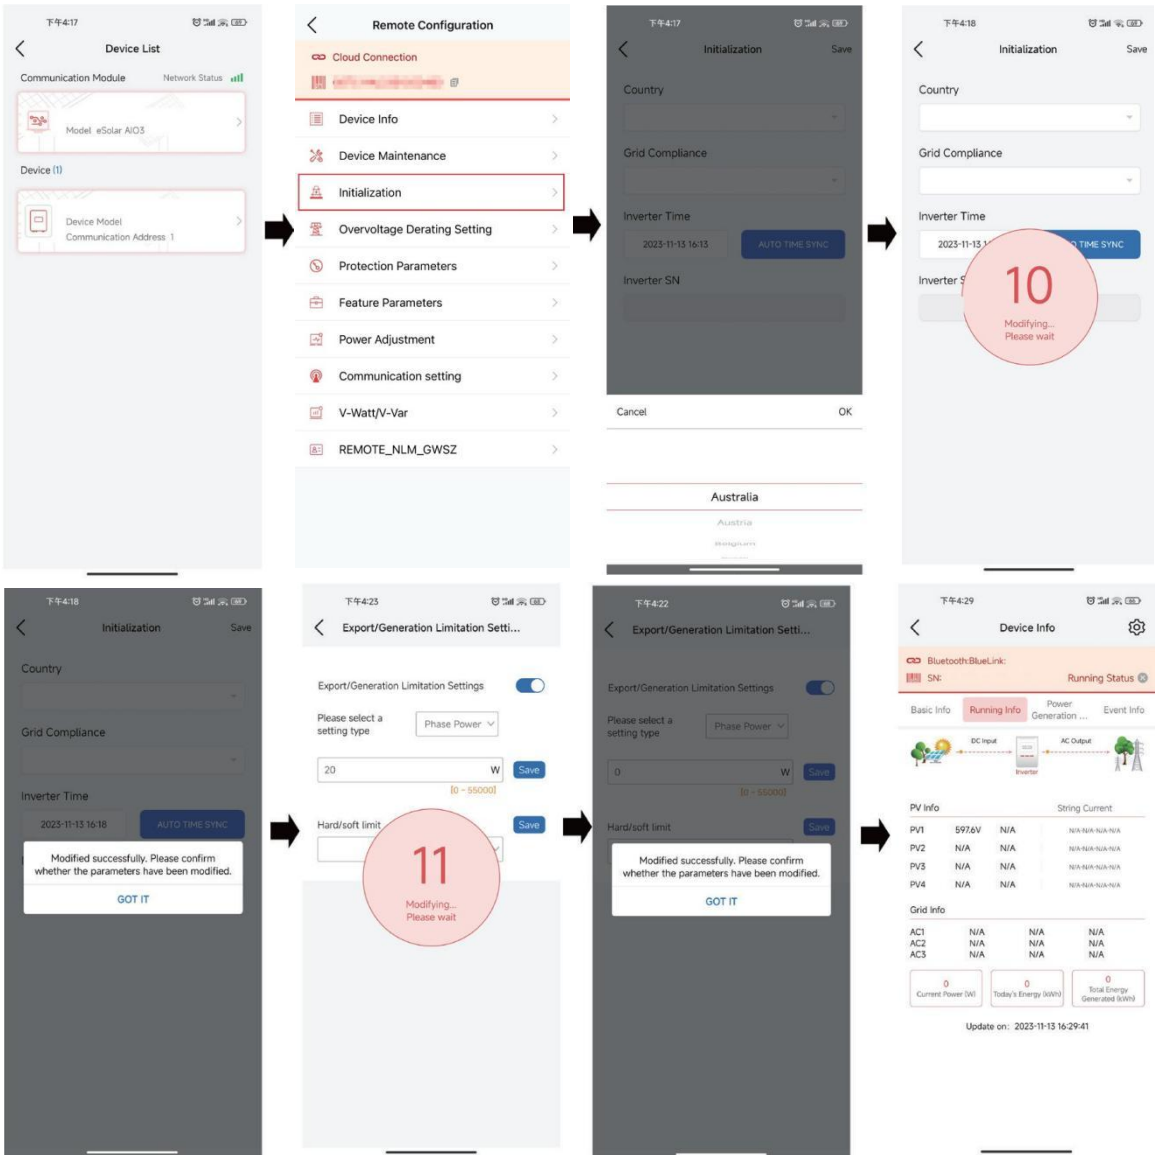 下午4:17
Device List
Communication Module Network Status
Model eSolar AIO3
Device (1)
Device Model
Communication Address 1
Remote Configuration
Cloud Connection
Device Info
Device Maintenance
Initialization
Overvoltage Derating Setting
Protection Parameters
Feature Parameters
Power Adjustment
Communication setting
V-Watt/V-Var
REMOTE_NLM_GWSZ
下午4:17
Initialization Save
Country
Grid Compliance
Inverter Time
2023-11-13 16:13 AUTO TIME SYNC
Inverter SN
Cancel OK
Australia
Austria
Belgium
下午4:18
Initialization Save
Country
Grid Compliance
Inverter Time
2023-11-13 1 TIME SYNC
Inverter S
10
Modifying...
Please wait
下午4:18
Initialization Save
Country
Grid Compliance
Inverter Time
2023-11-13 16:18 AUTO TIME SYNC
Modified successfully. Please confirm
whether the parameters have been modified.
GOT IT
下午4:23
Export/Generation Limitation Setti...
Export/Generation Limitation Settings
Please select a
setting type Phase Power
20 W Save
[0 ~ 55000]
Hard/soft limit Save
11
Modifying...
Please wait
下午4:22
Export/Generation Limitation Setti...
Export/Generation Limitation Settings
Please select a
setting type Phase Power
0 W Save
[0 ~ 55000]
Hard/soft limit Save
Modified successfully. Please confirm
whether the parameters have been modified.
GOT IT
下午4:29
Device Info
Bluetooth:BlueLink:
SN: Running Status
Basic Info Running Info Power Generation ... Event Info
DC Input AC Output
Inverter
PV Info String Current
PV1 597.6V N/A N/A-N/A-N/A-N/A
PV2 N/A N/A N/A-N/A-N/A-N/A
PV3 N/A N/A N/A-N/A-N/A-N/A
PV4 N/A N/A N/A-N/A-N/A-N/A
Grid Info
AC1 N/A N/A N/A
AC2 N/A N/A N/A
AC3 N/A N/A N/A
0 0 0
Current Power (W) Today's Energy (kWh) Total Energy Generated (kWh)
Update on: 2023-11-13 16:29:41